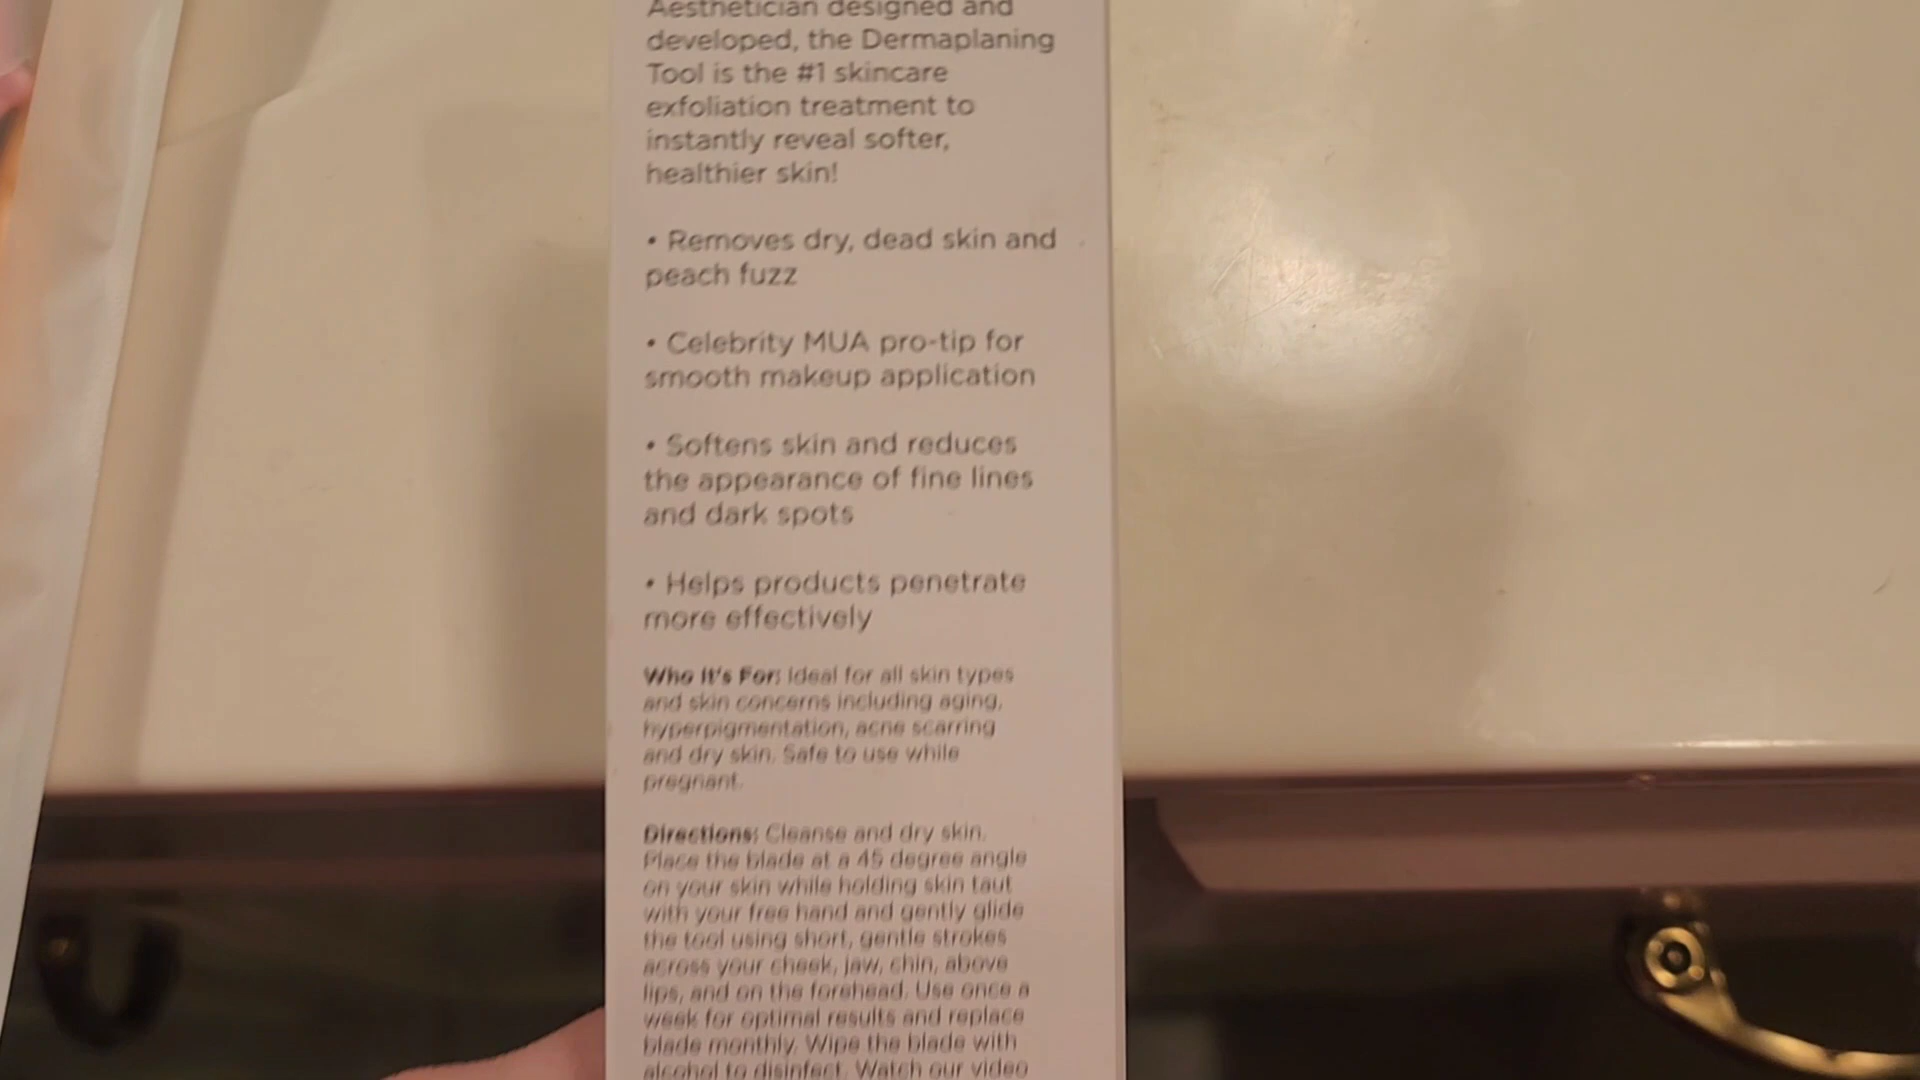 Aesthetician designed and
developed, the Dermaplaning
Tool is the #1 skincare
exfoliation treatment to
instantly reveal softer,
healthier skin!
• Removes dry, dead skin and
peach fuzz
• Celebrity MUA pro-tip for
smooth makeup application
• Softens skin and reduces
the appearance of fine lines
and dark spots
• Helps products penetrate
more effectively
Who It's For: Ideal for all skin types
and skin concerns including aging,
hyperpigmentation, acne scarring
and dry skin. Safe to use while
pregnant.
Directions: Cleanse and dry skin.
Place the blade at a 45 degree angle
on your skin while holding skin taut
with your free hand and gently glide
the tool using short, gentle strokes
across your cheek, jaw, chin, above
lips, and on the forehead. Use once a
week for optimal results and replace
blade monthly. Wipe the blade with
alcohol to disinfect. Watch our video